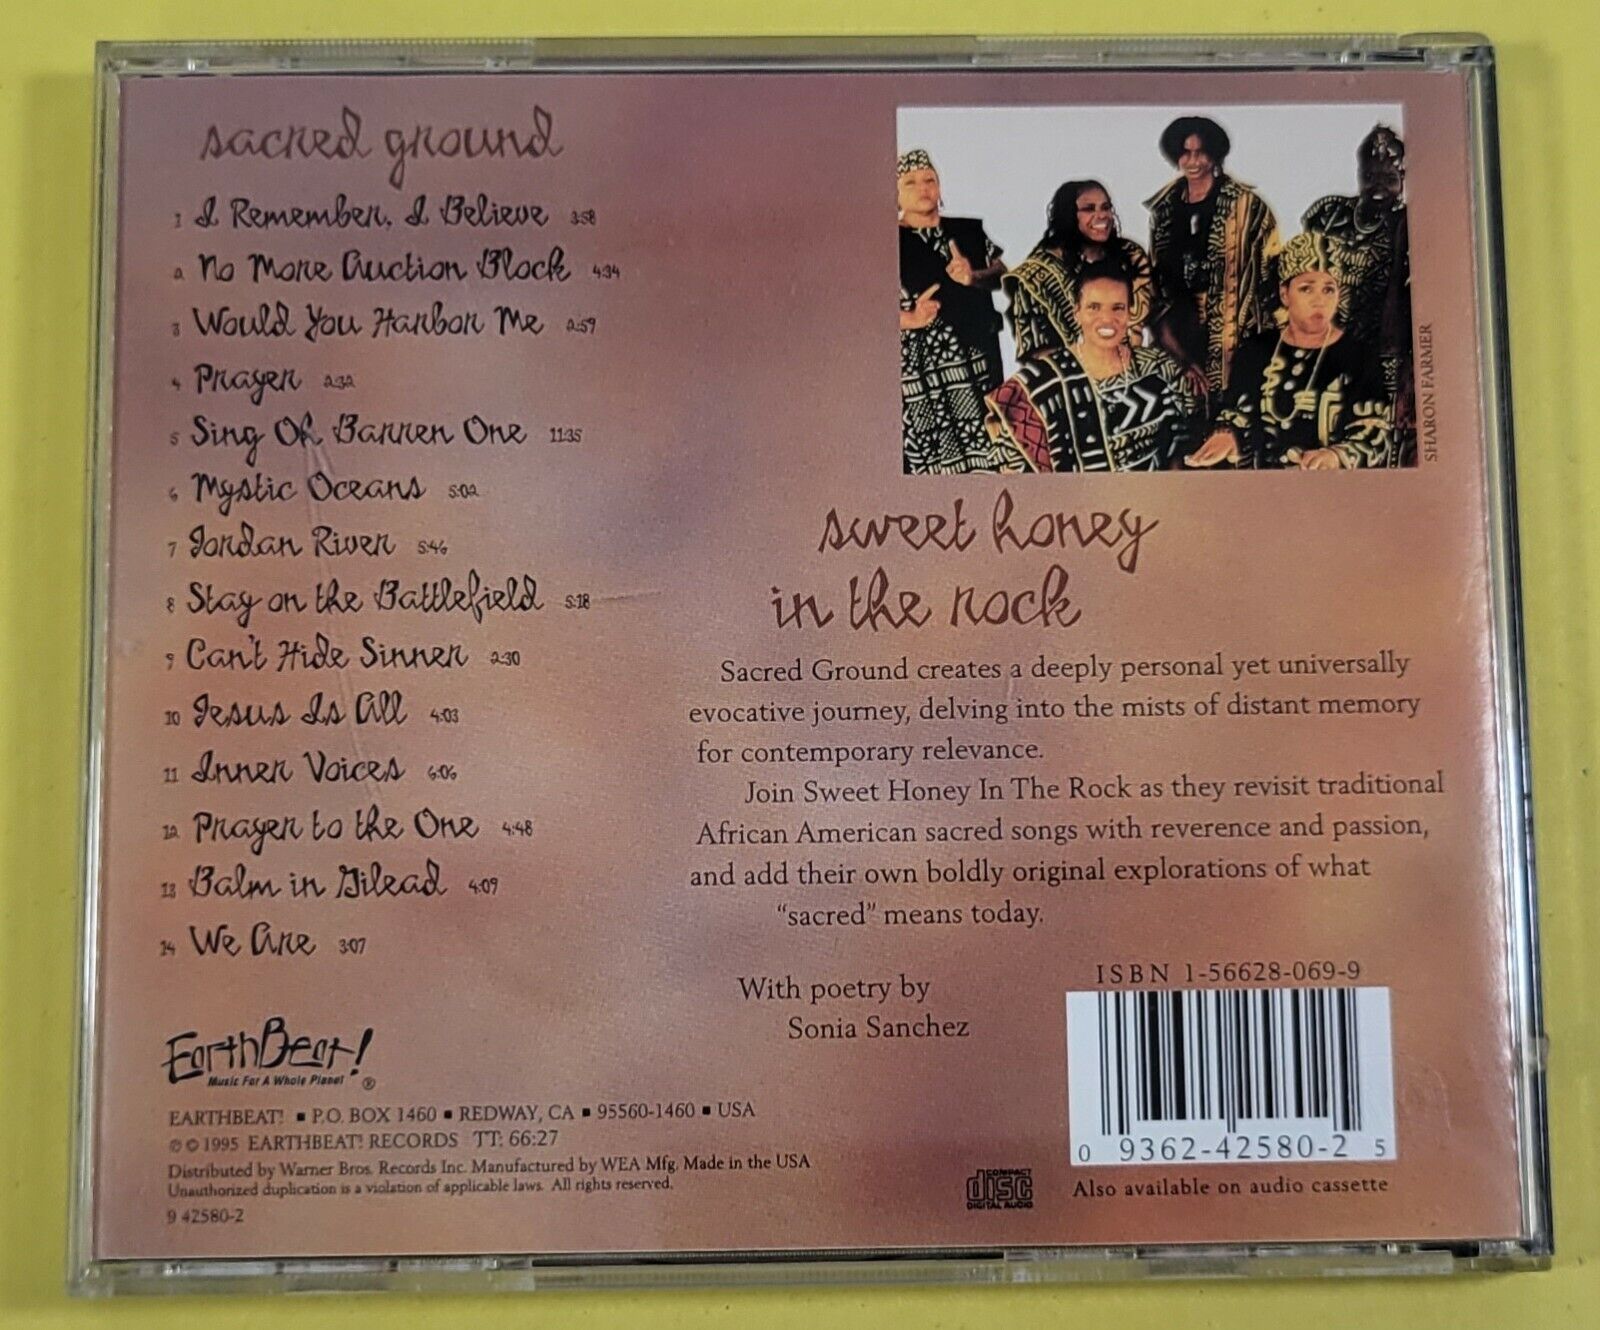 sacred ground
1 I Remember, I Believe 3:58
2 No More Auction Block 4:34
3 Would You Harbor Me 2:59
4 Prayer 2:32
5 Sing Oh Barren One 11:35
6 Mystic Oceans 5:02
7 Jordan River 5:46
8 Stay on the Battlefield 5:18
9 Can't Hide Sinner 2:30
10 Jesus Is All 4:03
11 Inner Voices 6:06
12 Prayer to the One 4:48
13 Balm in Gilead 4:09
14 We Are 3:07
SHARON FARMER
sweet honey
in the rock
Sacred Ground creates a deeply personal yet universally
evocative journey, delving into the mists of distant memory
for contemporary relevance.
Join Sweet Honey In The Rock as they revisit traditional
African American sacred songs with reverence and passion,
and add their own boldly original explorations of what
“sacred” means today.
With poetry by
Sonia Sanchez
ISBN 1-56628-069-9
0 09362-42580-2 5
Also available on audio cassette
COMPACT
disc
DIGITAL AUDIO
EarthBeat!
Music For A Whole Planet ®
EARTHBEAT! ▪ P.O. BOX 1460 ▪ REDWAY, CA ▪ 95560-1460 ▪ USA
℗ © 1995 EARTHBEAT! RECORDS TT: 66:27
Distributed by Warner Bros. Records Inc. Manufactured by WEA Mfg. Made in the USA
Unauthorized duplication is a violation of applicable laws. All rights reserved.
9 42580-2